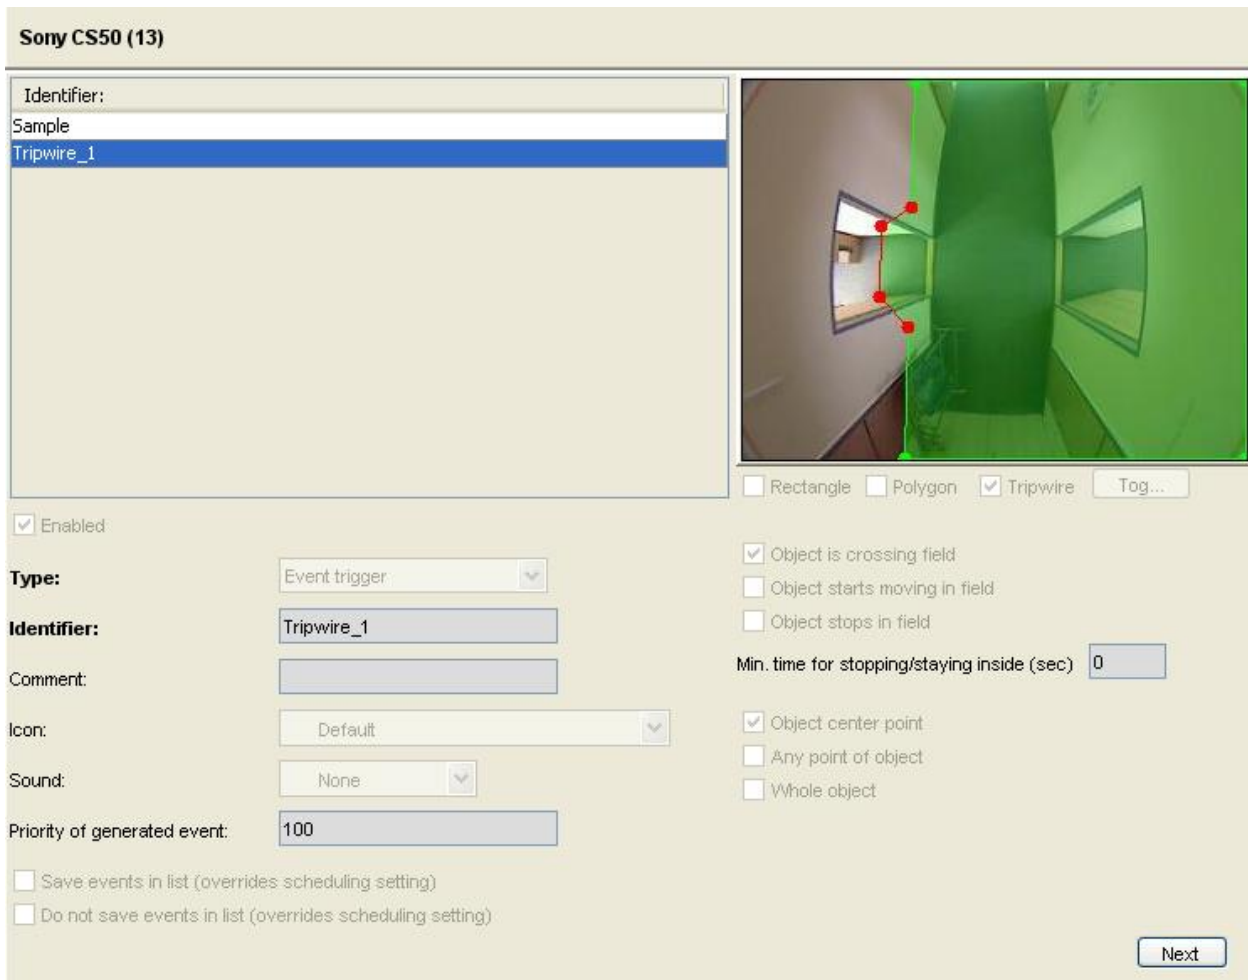 Sony CS50 (13)
Identifier:
Sample
Tripwire_1
Rectangle Polygon Tripwire Tog...
Enabled
Type: Event trigger
Identifier: Tripwire_1
Comment:
Icon: Default
Sound: None
Priority of generated event: 100
Save events in list (overrides scheduling setting)
Do not save events in list (overrides scheduling setting)
Object is crossing field
Object starts moving in field
Object stops in field
Min. time for stopping/staying inside (sec) 0
Object center point
Any point of object
Whole object
Next